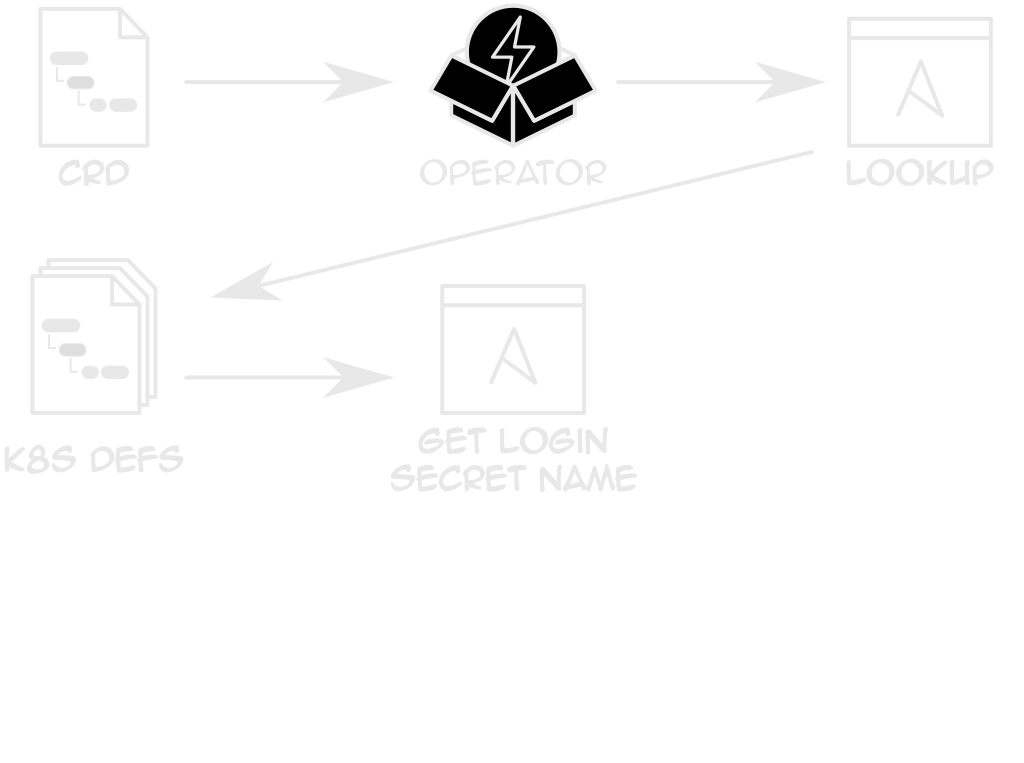 CRD
OPERATOR
LOOKUP
K8S DEFS
GET LOGIN
SECRET NAME